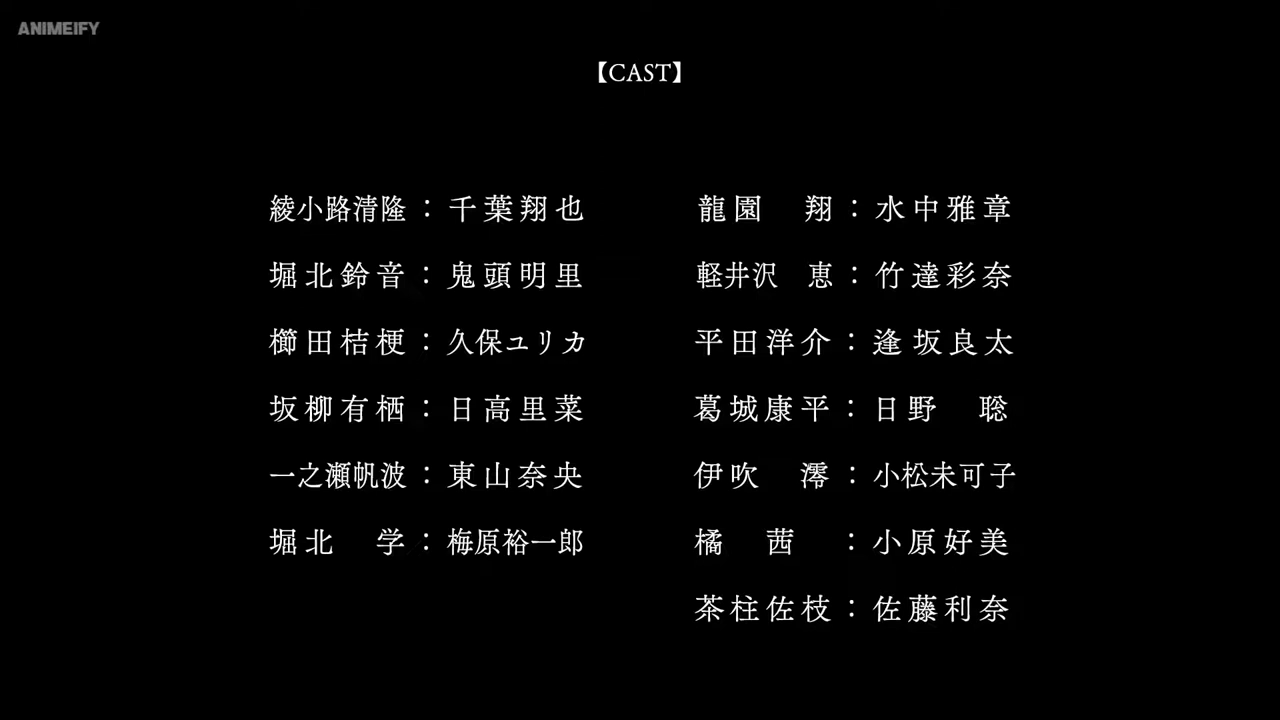 ANIMEIFY
【CAST】
綾小路清隆：千葉翔也
堀北鈴音：鬼頭明里
櫛田桔梗：久保ユリカ
坂柳有栖：日高里菜
一之瀬帆波：東山奈央
堀北　学：梅原裕一郎
龍園　翔：水中雅章
軽井沢　恵：竹達彩奈
平田洋介：逢坂良太
葛城康平：日野　聡
伊吹　澪：小松未可子
橘　茜　：小原好美
茶柱佐枝：佐藤利奈